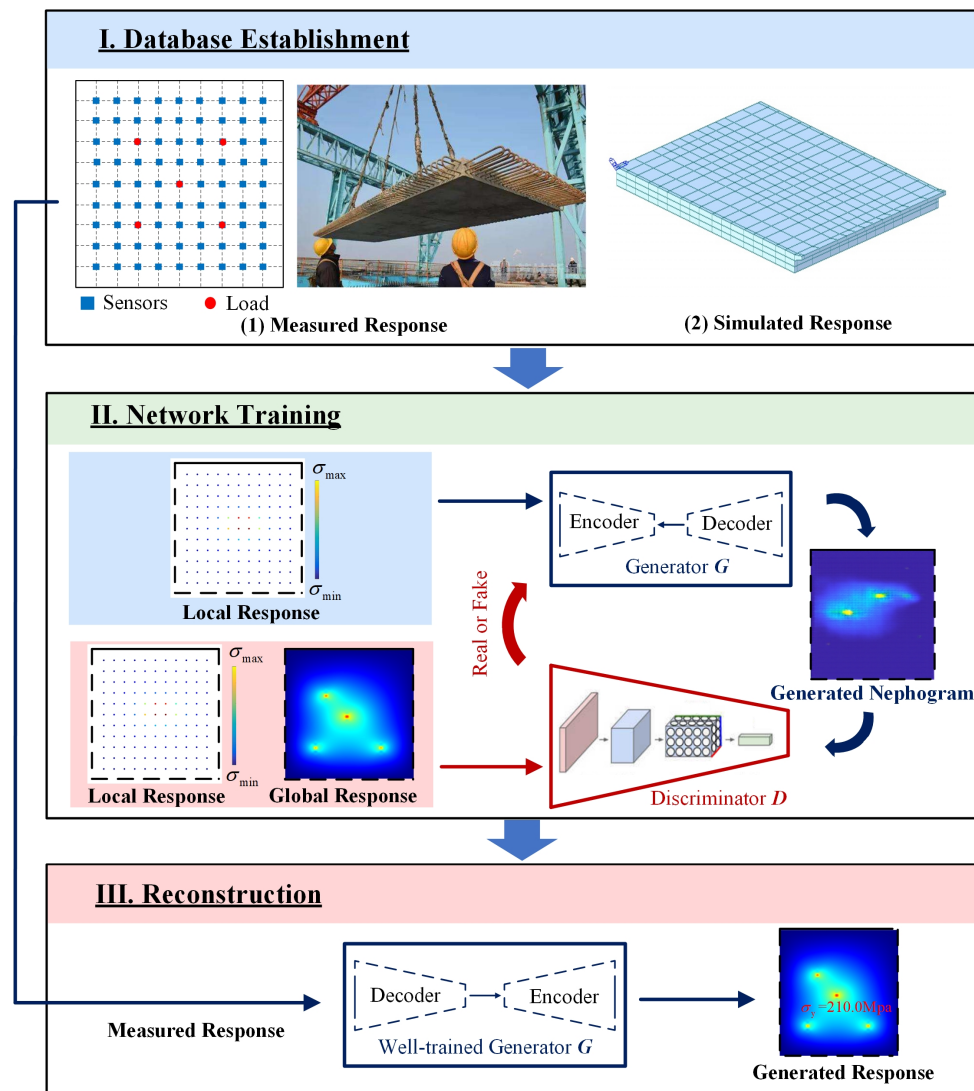 I. Database Establishment
Sensors
Load
(1) Measured Response
(2) Simulated Response
II. Network Training
σmax
σmin
Local Response
Encoder
Decoder
Generator G
Real or Fake
Generated Nephogram
σmax
σmin
Local Response
Global Response
Discriminator D
III. Reconstruction
Measured Response
Decoder
Encoder
Well-trained Generator G
σy=210.0Mpa
Generated Response